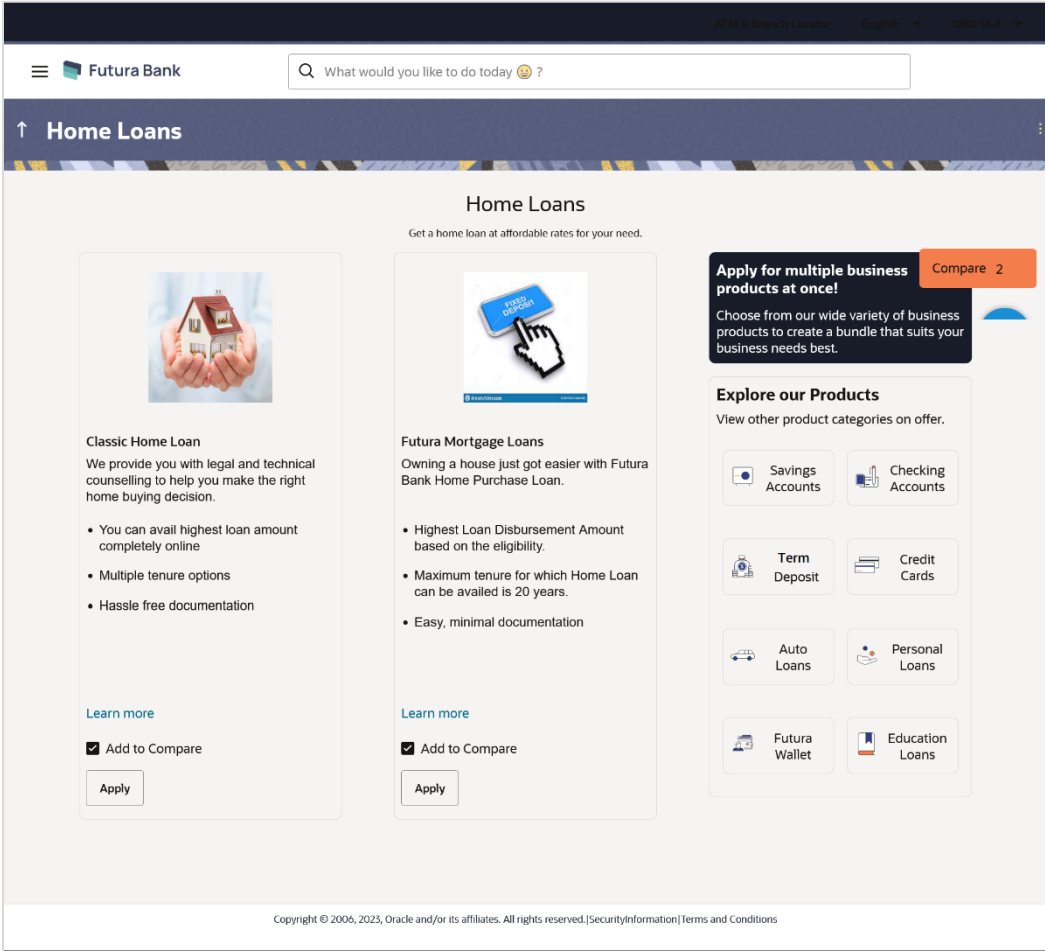 ATM & Branch Locator English OBO 14.4
Futura Bank
What would you like to do today 😀 ?
↑ Home Loans
Home Loans
Get a home loan at affordable rates for your need.
FIXED
DEPOSIT
Classic Home Loan
We provide you with legal and technical
counselling to help you make the right
home buying decision.
• You can avail highest loan amount
completely online
• Multiple tenure options
• Hassle free documentation
Learn more
Add to Compare
Apply
Futura Mortgage Loans
Owning a house just got easier with Futura
Bank Home Purchase Loan.
• Highest Loan Disbursement Amount
based on the eligibility.
• Maximum tenure for which Home Loan
can be availed is 20 years.
• Easy, minimal documentation
Learn more
Add to Compare
Apply
Compare 2
Apply for multiple business
products at once!
Choose from our wide variety of business
products to create a bundle that suits your
business needs best.
Explore our Products
View other product categories on offer.
Savings
Accounts
Checking
Accounts
Term
Deposit
Credit
Cards
Auto
Loans
Personal
Loans
Futura
Wallet
Education
Loans
Copyright © 2006, 2023, Oracle and/or its affiliates. All rights reserved.|SecurityInformation|Terms and Conditions